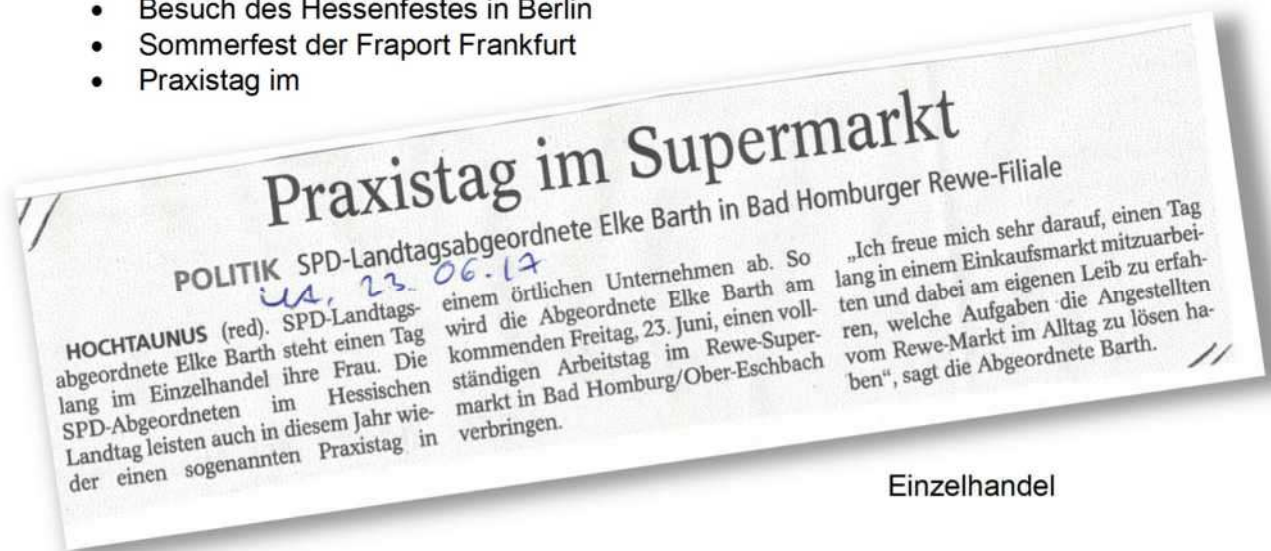 • Besuch des Hessenfestes in Berlin
• Sommerfest der Fraport Frankfurt
• Praxistag im
Praxistag im Supermarkt
POLITIK SPD-Landtagsabgeordnete Elke Barth in Bad Homburger Rewe-Filiale
UA, 23.06.17
HOCHTAUNUS (red). SPD-Landtags-
abgeordnete Elke Barth steht einen Tag
lang im Einzelhandel ihre Frau. Die
SPD-Abgeordneten im Hessischen
Landtag leisten auch in diesem Jahr wie-
der einen sogenannten Praxistag in
einem örtlichen Unternehmen ab. So
wird die Abgeordnete Elke Barth am
kommenden Freitag, 23. Juni, einen voll-
ständigen Arbeitstag im Rewe-Super-
markt in Bad Homburg/Ober-Eschbach
verbringen.
„Ich freue mich sehr darauf, einen Tag
lang in einem Einkaufsmarkt mitzuarbei-
ten und dabei am eigenen Leib zu erfah-
ren, welche Aufgaben die Angestellten
vom Rewe-Markt im Alltag zu lösen ha-
ben“, sagt die Abgeordnete Barth.
Einzelhandel